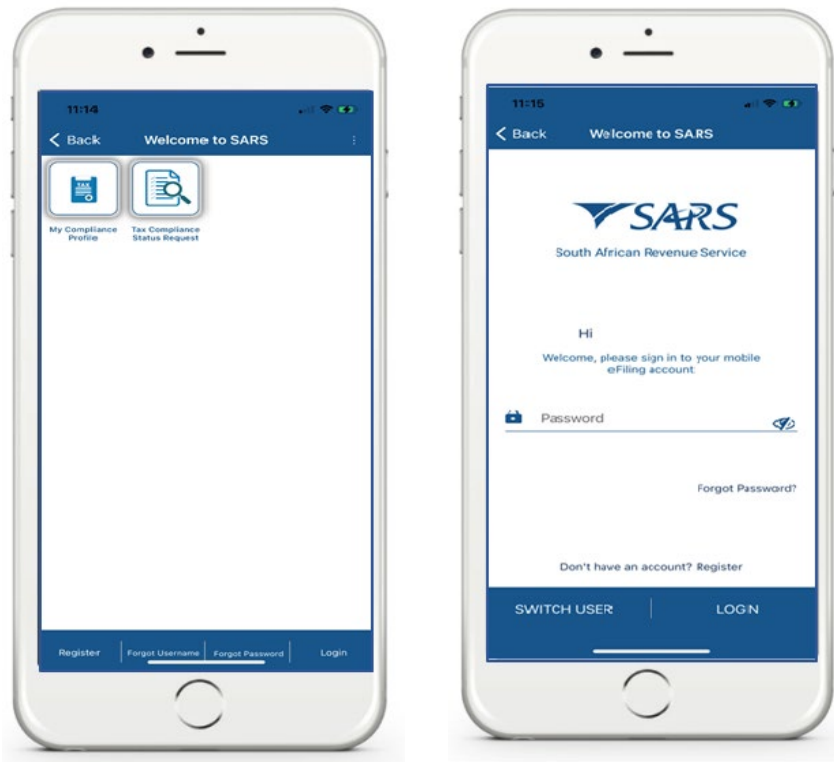 11:14
Back Welcome to SARS
TAX
My Compliance
Profile
Tax Compliance
Status Request
Register Forgot Username Forgot Password Login
11:15
Back Welcome to SARS
SARS
South African Revenue Service
Hi
Welcome, please sign in to your mobile
eFiling account
Password
Forgot Password?
Don't have an account? Register
SWITCH USER LOGIN